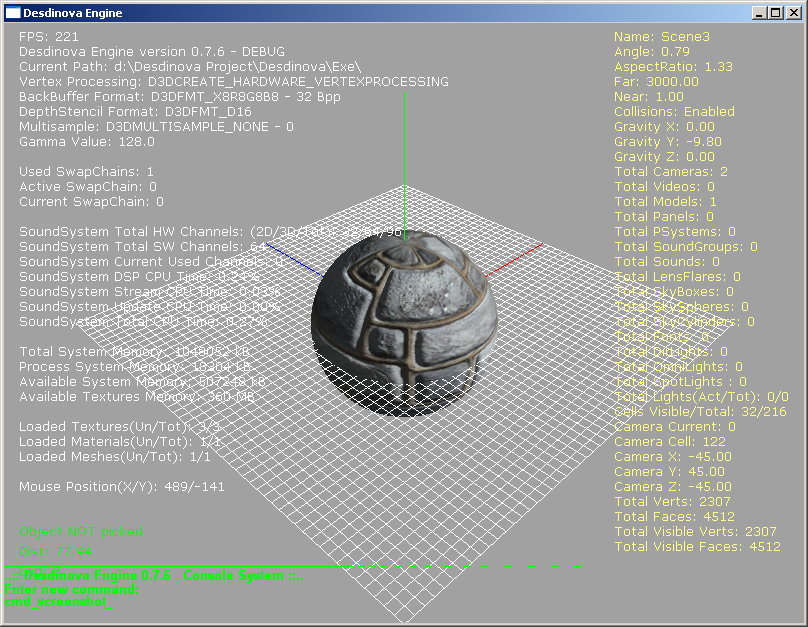 Desdinova Engine
FPS: 221
Desdinova Engine version 0.7.6 - DEBUG
Current Path: d:\Desdinova Project\Desdinova\Exe\
Vertex Processing: D3DCREATE_HARDWARE_VERTEXPROCESSING
BackBuffer Format: D3DFMT_X8R8G8B8 - 32 Bpp
DepthStencil Format: D3DFMT_D16
Multisample: D3DMULTISAMPLE_NONE - 0
Gamma Value: 128.0
Used SwapChains: 1
Active SwapChain: 0
Current SwapChain: 0
SoundSystem Total HW Channels: (2D/3D/Tot): 32/64/96
SoundSystem Total SW Channels: 64
SoundSystem Current Used Channels:
SoundSystem DSP CPU Time: 0.24%
SoundSystem Stream CPU Time: 0.03%
SoundSystem Update CPU Time: 0.00%
SoundSystem Total CPU Time: 0.27%
Total System Memory: 1048052 kB
Process System Memory: kB
Available System Memory: 507248 kB
Available Textures Memory: 360 MB
Loaded Textures(Un/Tot): 3/3
Loaded Materials(Un/Tot): 1/1
Loaded Meshes(Un/Tot): 1/1
Mouse Position(X/Y): 489/-141
Object NOT picked
Dist: 77.94
..:: Desdinova Engine 0.7.6 - Console System ::..
Enter new command:
cmd_screenshot_
Name: Scene3
Angle: 0.79
AspectRatio: 1.33
Far: 3000.00
Near: 1.00
Collisions: Enabled
Gravity X: 0.00
Gravity Y: -9.80
Gravity Z: 0.00
Total Cameras: 2
Total Videos: 0
Total Models: 1
Total Panels: 0
Total PSystems: 0
Total SoundGroups: 0
Total Sounds: 0
Total LensFlares: 0
Total SkyBoxes: 0
Total SkySpheres: 0
Total SkyCylinders: 0
Total Fonts: 0
Total DirLights: 0
Total OmniLights: 0
Total SpotLights : 0
Total Lights(Act/Tot): 0/0
Cells Visible/Total: 32/216
Camera Current: 0
Camera Cell: 122
Camera X: -45.00
Camera Y: 45.00
Camera Z: -45.00
Total Verts: 2307
Total Faces: 4512
Total Visible Verts: 2307
Total Visible Faces: 4512